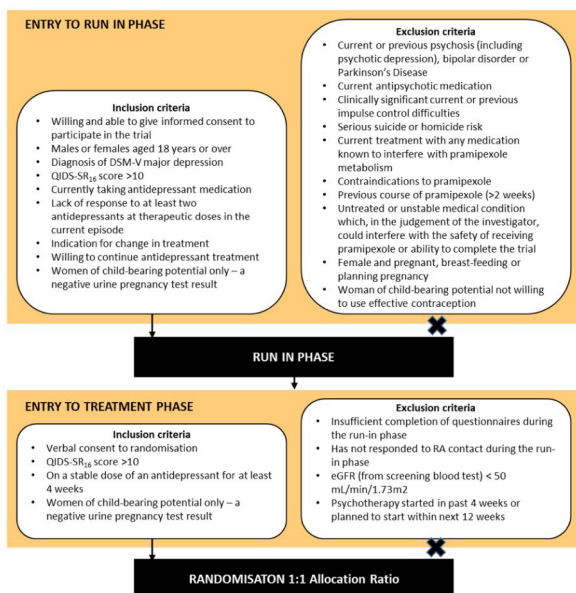 ENTRY TO RUN IN PHASE
Inclusion criteria
• Willing and able to give informed consent to
participate in the trial
• Males or females aged 18 years or over
• Diagnosis of DSM-V major depression
• QIDS-SR16 score >10
• Currently taking antidepressant medication
• Lack of response to at least two
antidepressants at therapeutic doses in the
current episode
• Indication for change in treatment
• Willing to continue antidepressant treatment
• Women of child-bearing potential only – a
negative urine pregnancy test result
Exclusion criteria
• Current or previous psychosis (including
psychotic depression), bipolar disorder or
Parkinson's Disease
• Current antipsychotic medication
• Clinically significant current or previous
impulse control difficulties
• Serious suicide or homicide risk
• Current treatment with any medication
known to interfere with pramipexole
metabolism
• Contraindications to pramipexole
• Previous course of pramipexole (>2 weeks)
• Untreated or unstable medical condition
which, in the judgement of the investigator,
could interfere with the safety of receiving
pramipexole or ability to complete the trial
• Female and pregnant, breast-feeding or
planning pregnancy
• Woman of child-bearing potential not willing
to use effective contraception
RUN IN PHASE
ENTRY TO TREATMENT PHASE
Inclusion criteria
• Verbal consent to randomisation
• QIDS-SR16 score >10
• On a stable dose of an antidepressant for at least
4 weeks
• Women of child-bearing potential only – a
negative urine pregnancy test result
Exclusion criteria
• Insufficient completion of questionnaires during
the run-in phase
• Has not responded to RA contact during the run-
in phase
• eGFR (from screening blood test) < 50
mL/min/1.73m2
• Psychotherapy started in past 4 weeks or
planned to start within next 12 weeks
RANDOMISATON 1:1 Allocation Ratio